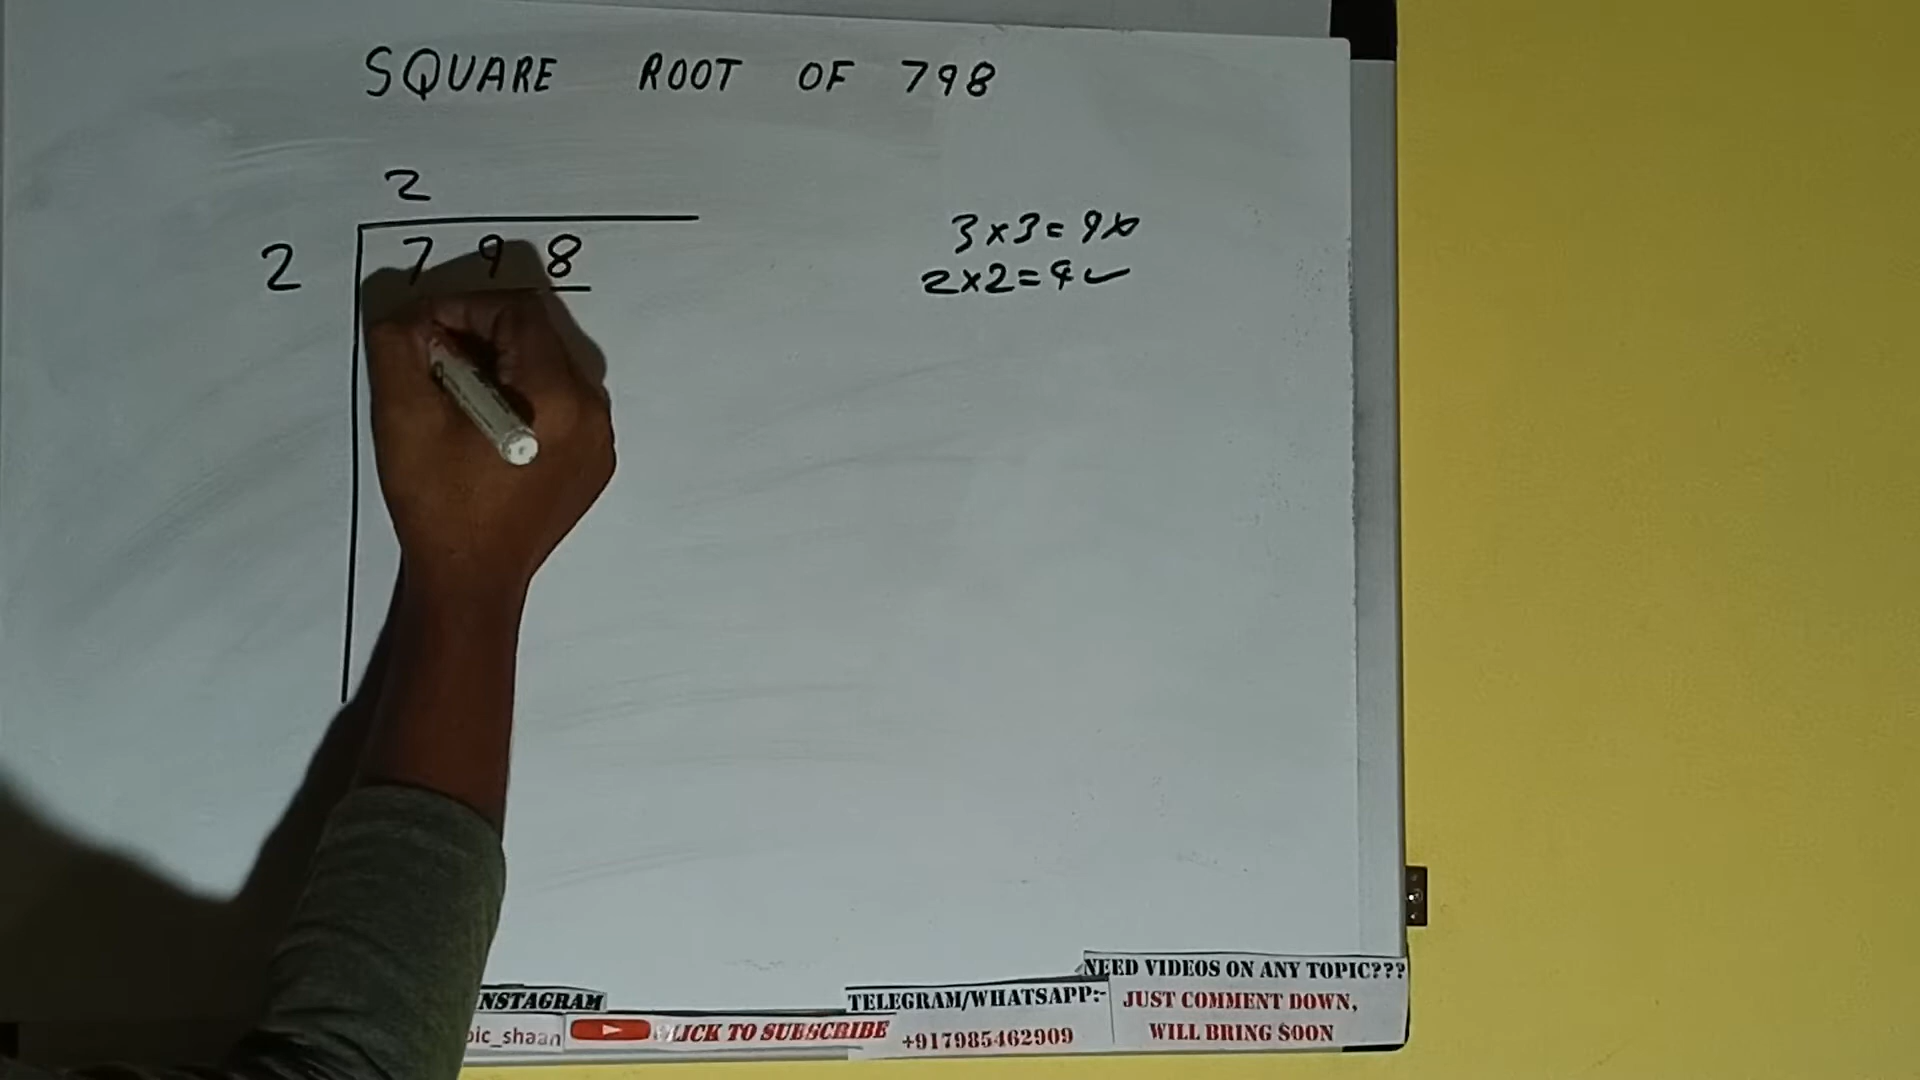 SQUARE ROOT OF 798
2
2 7 9 8
3×3=9×
2×2=4✓
NEED VIDEOS ON ANY TOPIC???
JUST COMMENT DOWN,
WILL BRING SOON
TELEGRAM/WHATSAPP:-
+917985462909
NSTAGRAM
pic_shaan
LICK TO SUBSCRIBE